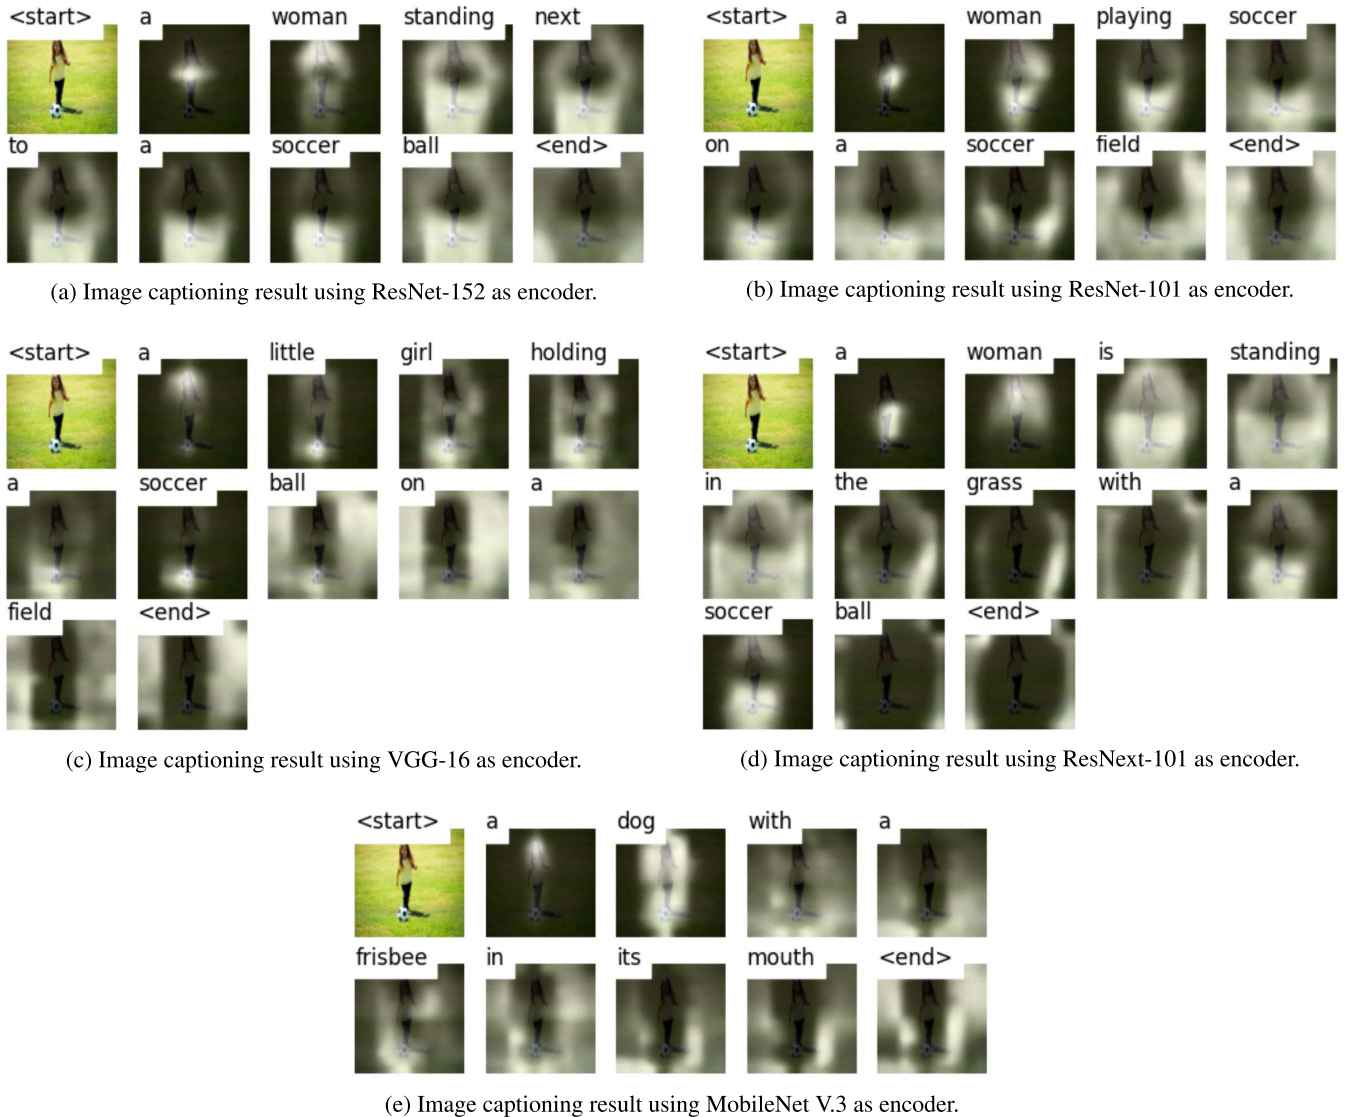 <start> a woman standing next
to a soccer ball <end>
(a) Image captioning result using ResNet-152 as encoder.
<start> a woman playing soccer
on a soccer field <end>
(b) Image captioning result using ResNet-101 as encoder.
<start> a little girl holding
a soccer ball on a
field <end>
(c) Image captioning result using VGG-16 as encoder.
<start> a woman is standing
in the grass with a
soccer ball <end>
(d) Image captioning result using ResNext-101 as encoder.
<start> a dog with a
frisbee in its mouth <end>
(e) Image captioning result using MobileNet V.3 as encoder.